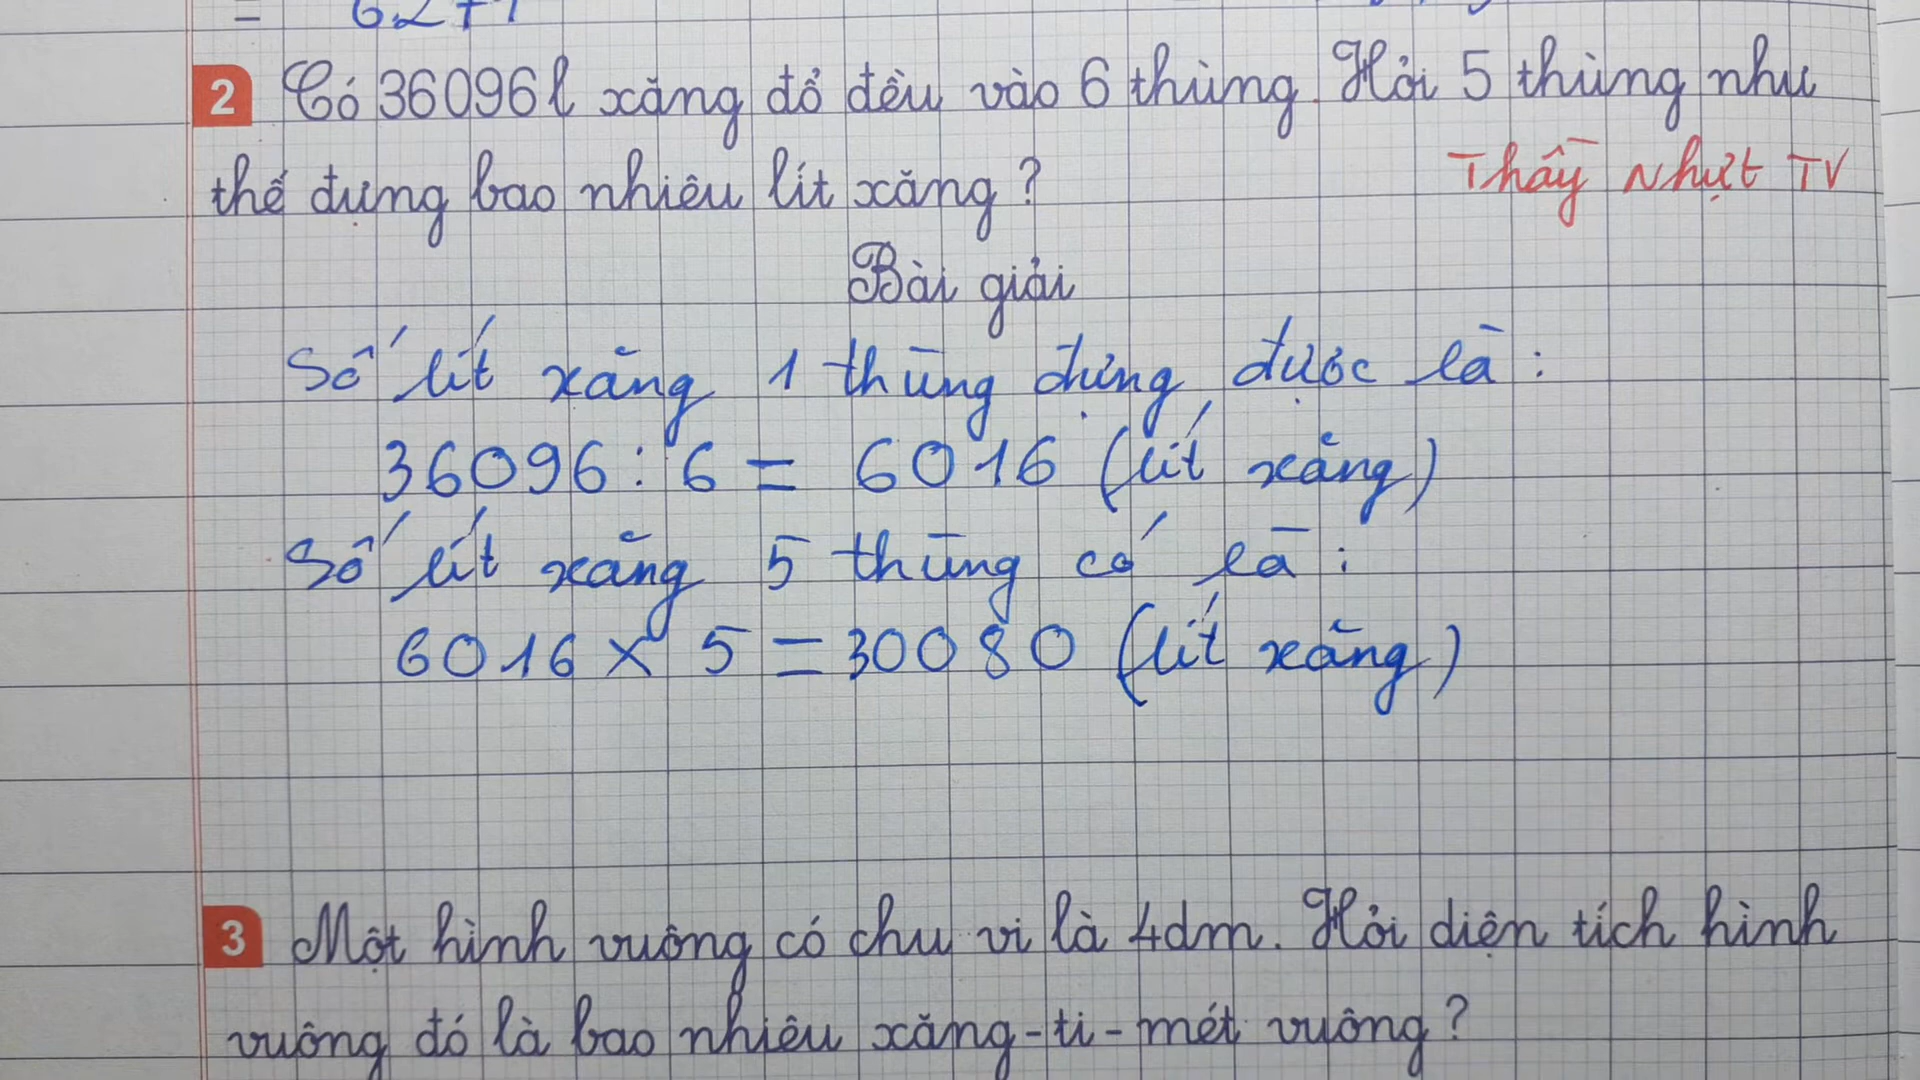 2 Có 36096l xăng đổ đều vào 6 thùng. Hỏi 5 thùng như
thế đựng bao nhiêu lít xăng?
Thầy Nhựt TV
Bài giải
Số lít xăng 1 thùng đựng được là:
36096 : 6 = 6016 (lít xăng)
Số lít xăng 5 thùng có là:
6016 × 5 = 30080 (lít xăng)
3 Một hình vuông có chu vi là 4dm. Hỏi diện tích hình
vuông đó là bao nhiêu xăng-ti-mét vuông?